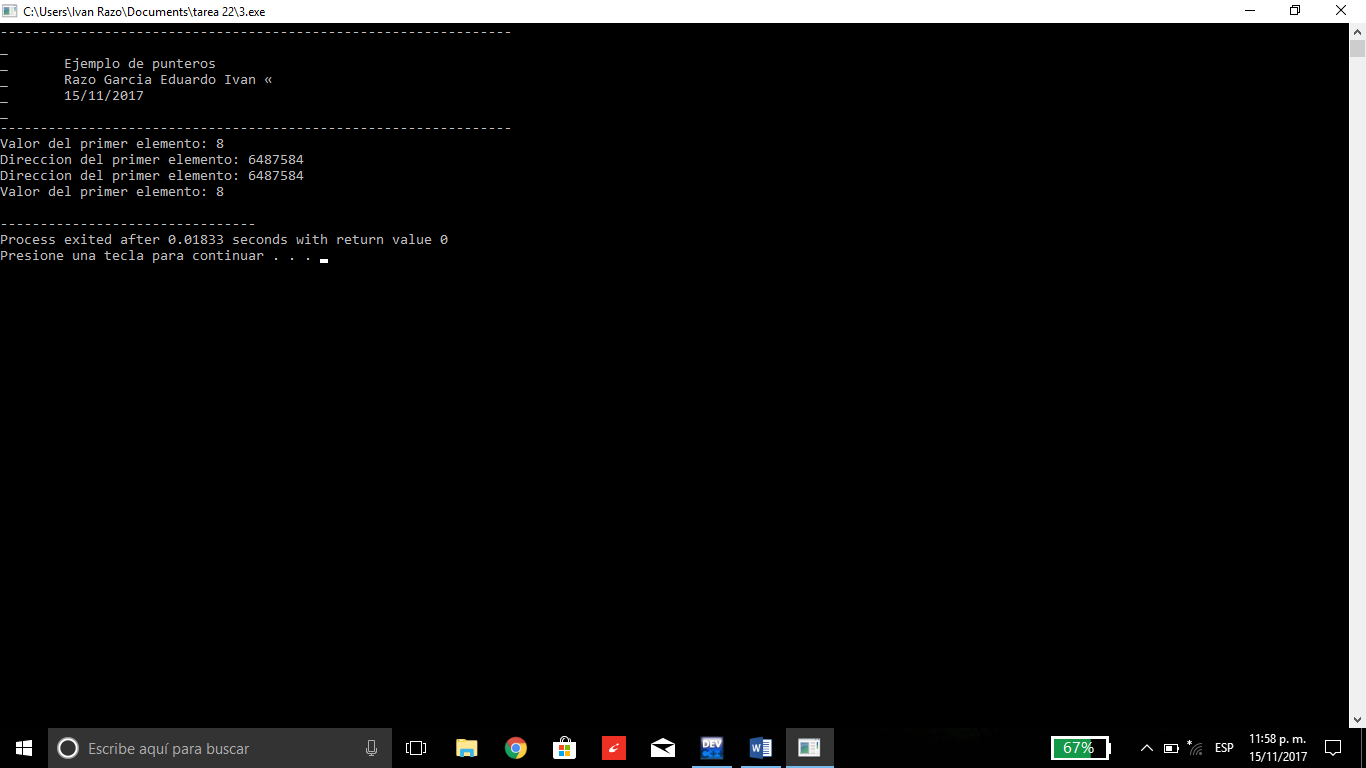 C:\Users\Ivan Razo\Documents\tarea 22\3.exe
----------------------------------------------------------------
_
_ Ejemplo de punteros
_ Razo Garcia Eduardo Ivan «
_ 15/11/2017
_
----------------------------------------------------------------
Valor del primer elemento: 8
Direccion del primer elemento: 6487584
Direccion del primer elemento: 6487584
Valor del primer elemento: 8
--------------------------------
Process exited after 0.01833 seconds with return value 0
Presione una tecla para continuar . . .
Escribe aquí para buscar
DEV
67%
ESP
11:58 p. m.
15/11/2017